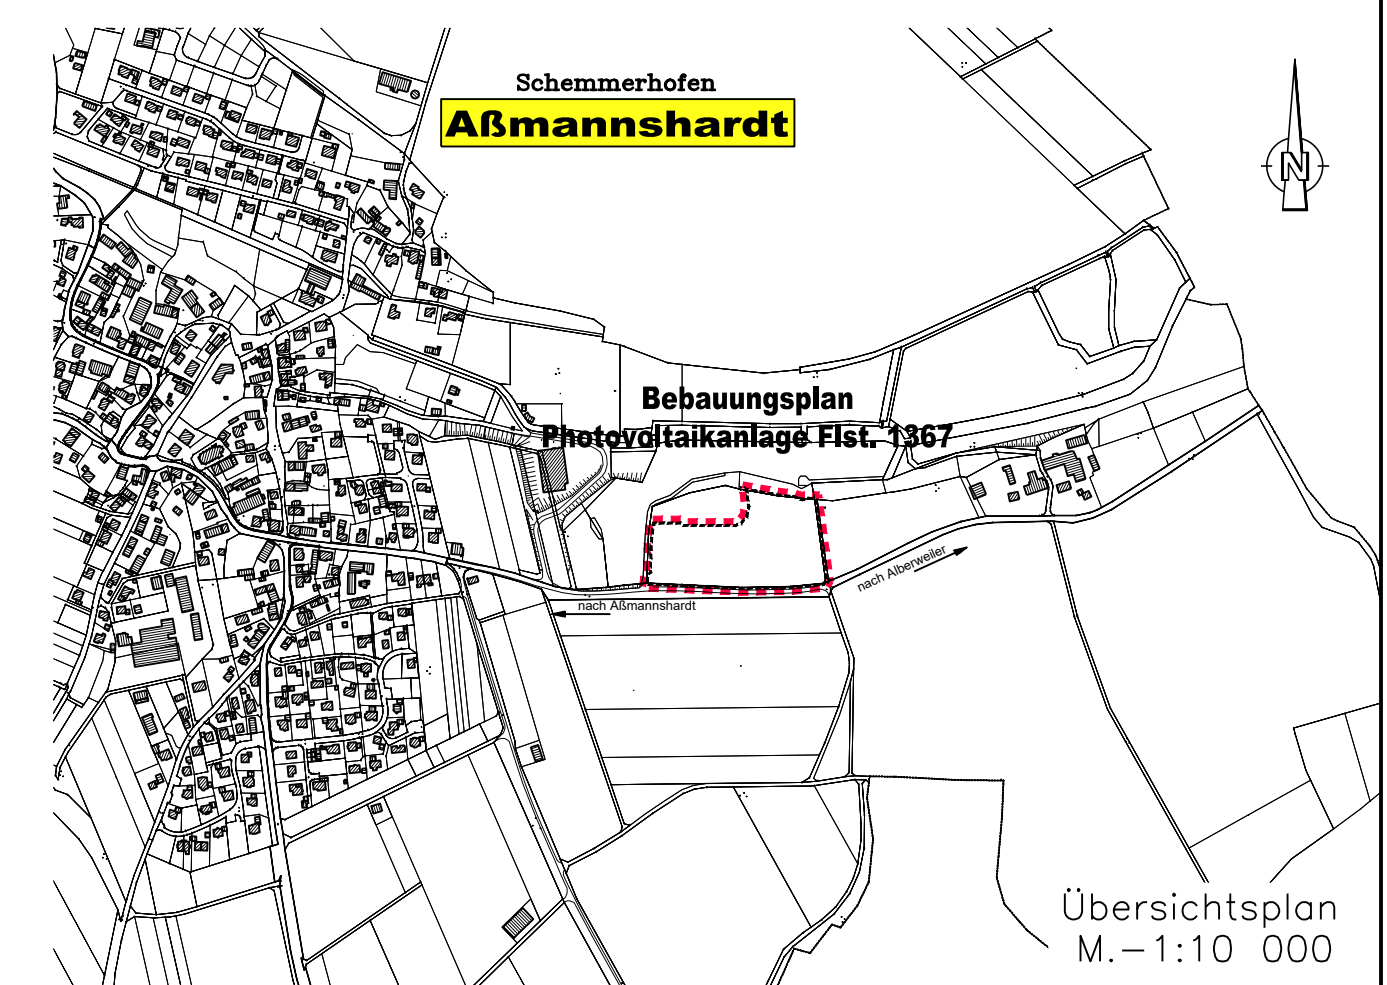 Schemmerhofen
Aßmannshardt
N
Bebauungsplan
Photovoltaikanlage Flst. 1367
nach Alberweiler
nach Aßmannshardt
Übersichtsplan
M.-1:10 000